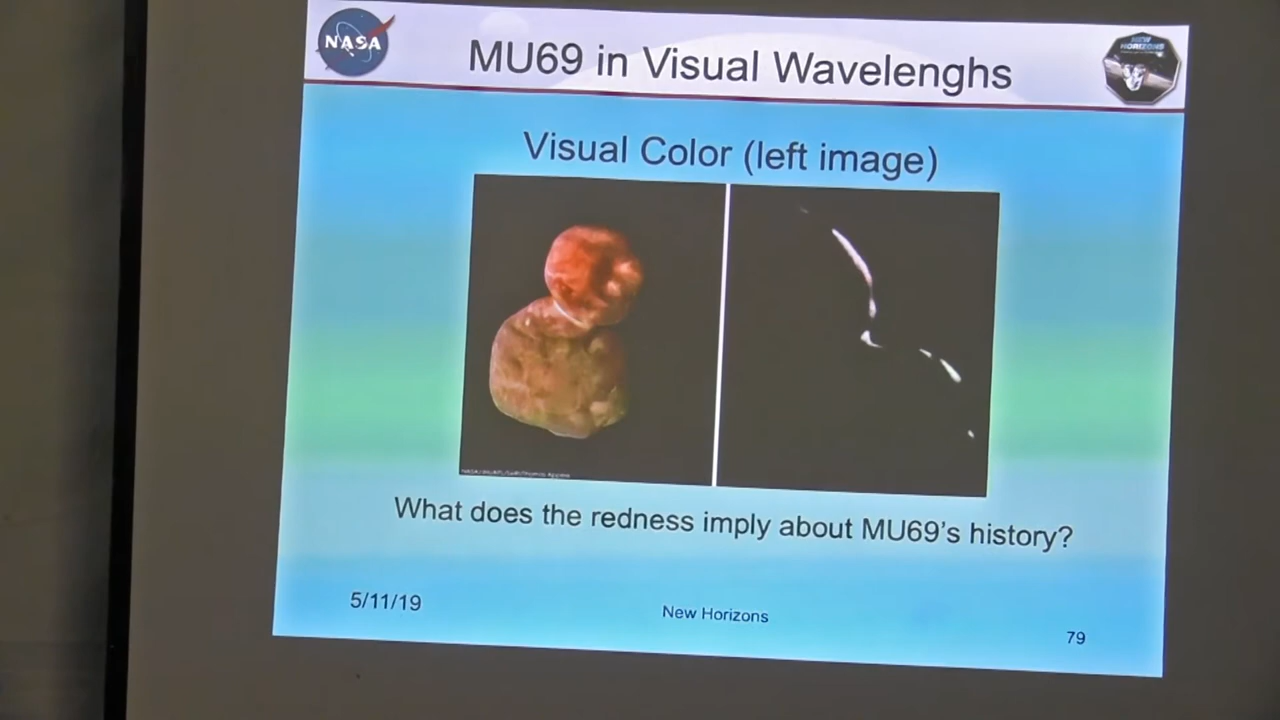 NASA
NEW
HORIZONS
MU69 in Visual Wavelenghs
Visual Color (left image)
What does the redness imply about MU69's history?
5/11/19
New Horizons
79